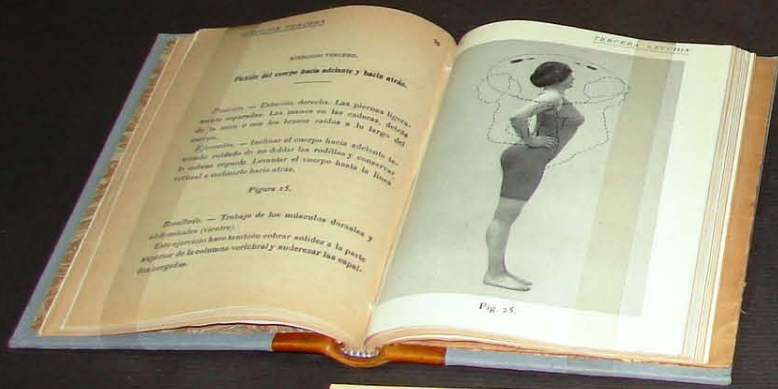 LECCIÓN TERCERA
EJERCICIO TERCERO.
Flexión del cuerpo hacia adelante y hacia atrás.
Posición. — Estación derecha. Las piernas ligera-
mente separadas. Las manos en las caderas, detrás
de la nuca o con los brazos caídos a lo largo del
cuerpo.
Ejecución. — Inclinar el cuerpo hacia adelante te-
niendo cuidado de no doblar las rodillas y conservar
la cabeza erguida. Levantar el cuerpo hasta la línea
vertical e inclinarlo hacia atrás.
Figura 25.
Resultado. — Trabajo de los músculos dorsales y
abdominales (vientre).
Este ejercicio hace también cobrar solidez a la parte
superior de la columna vertebral y enderezar las espal-
das cargadas.
TERCERA LECCIÓN
Fig. 25.